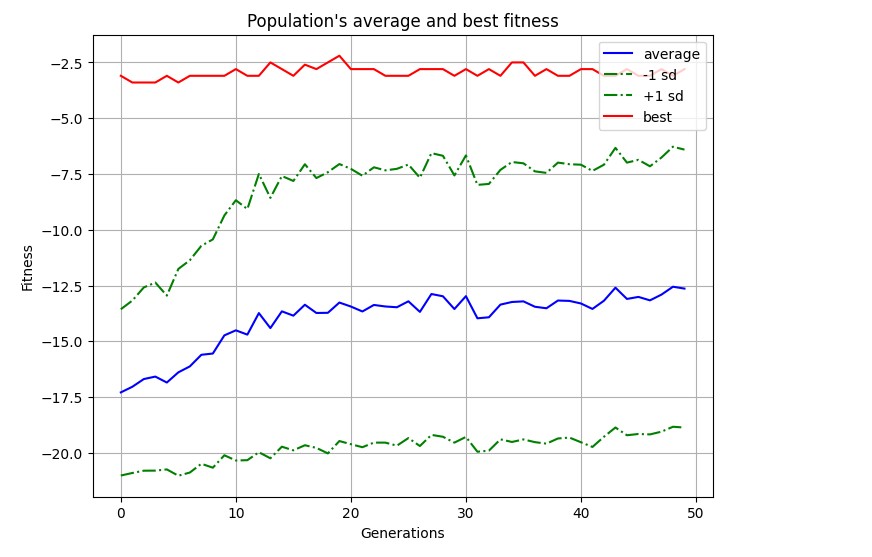 Population's average and best fitness
average
-1 sd
+1 sd
best
−2.5
−5.0
−7.5
−10.0
−12.5
−15.0
−17.5
−20.0
Fitness
0 10 20 30 40 50
Generations